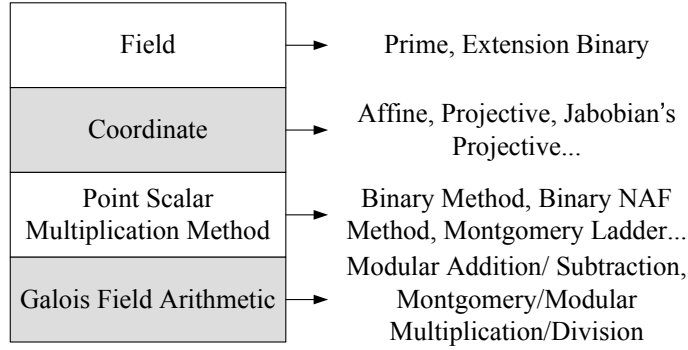 Field
Prime, Extension Binary
Coordinate
Affine, Projective, Jabobian's
Projective...
Point Scalar
Multiplication Method
Binary Method, Binary NAF
Method, Montgomery Ladder...
Galois Field Arithmetic
Modular Addition/ Subtraction,
Montgomery/Modular
Multiplication/Division